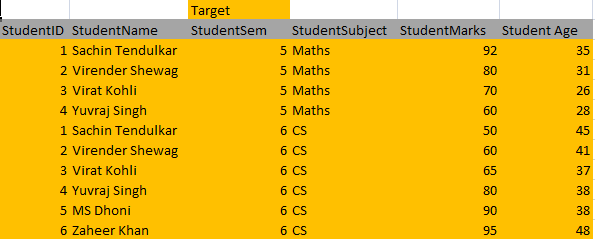 Target
StudentID StudentName StudentSem StudentSubject StudentMarks Student Age
1 Sachin Tendulkar 5 Maths 92 35
2 Virender Shewag 5 Maths 80 31
3 Virat Kohli 5 Maths 70 26
4 Yuvraj Singh 5 Maths 60 28
1 Sachin Tendulkar 6 CS 50 45
2 Virender Shewag 6 CS 60 41
3 Virat Kohli 6 CS 65 37
4 Yuvraj Singh 6 CS 80 38
5 MS Dhoni 6 CS 90 38
6 Zaheer Khan 6 CS 95 48